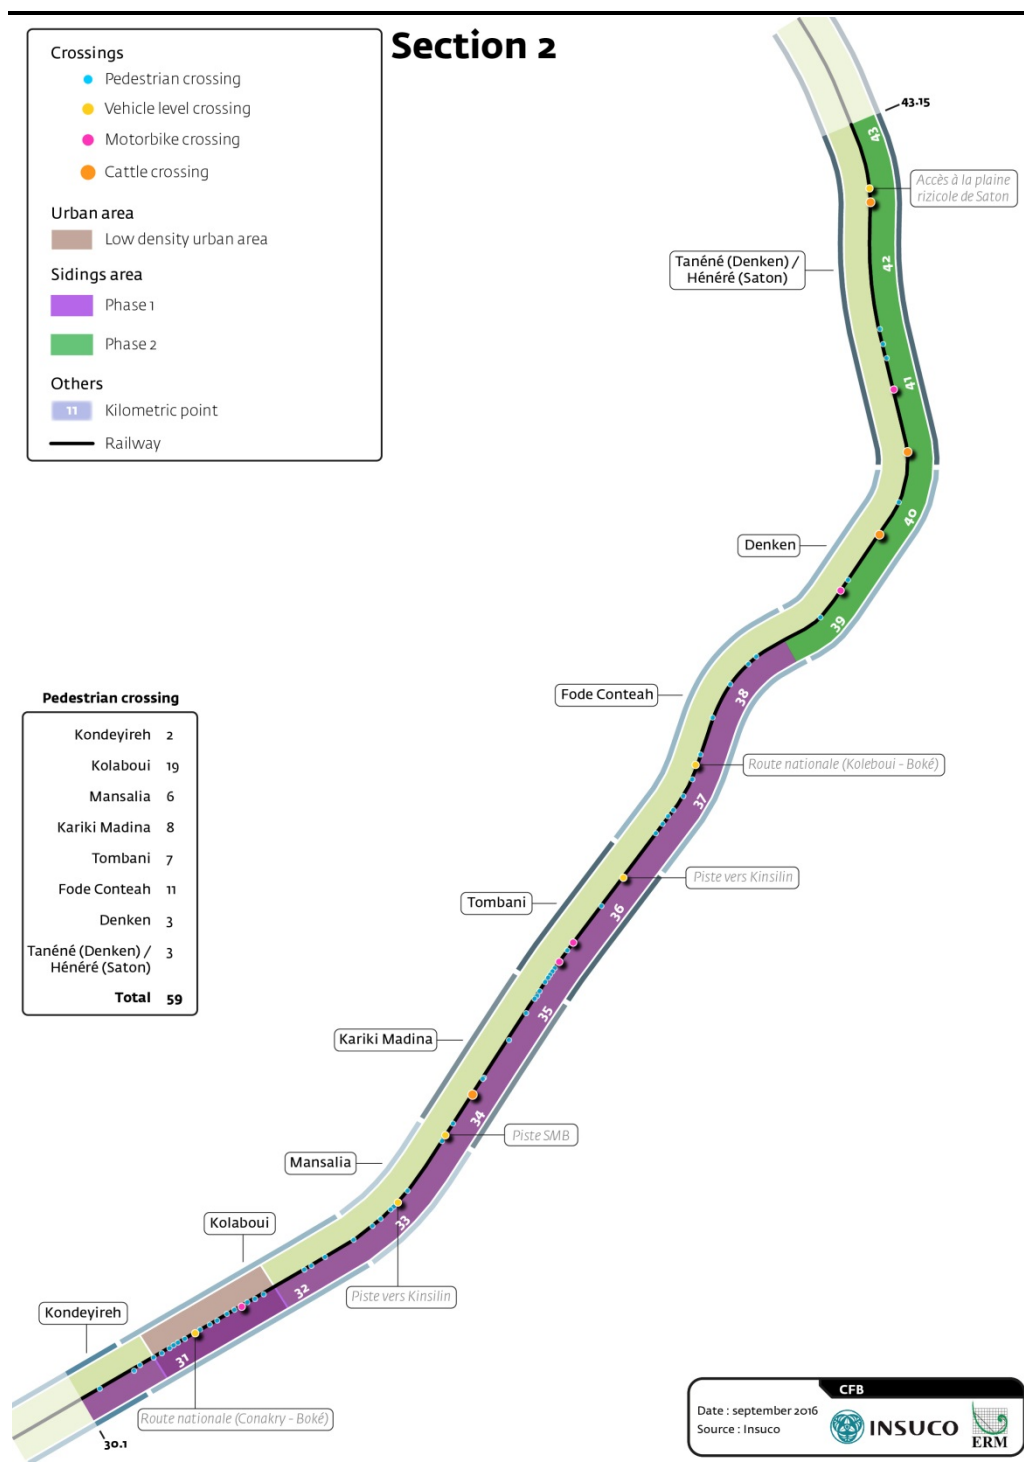 Section 2
Crossings
Pedestrian crossing
Vehicle level crossing
Motorbike crossing
Cattle crossing
Urban area
Low density urban area
Sidings area
Phase 1
Phase 2
Others
11 Kilometric point
Railway
43.15
43
Accès à la plaine
rizicole de Saton
Tanéné (Denken) /
Hénéré (Saton)
42
41
40
Denken
39
Fode Conteah
38
Route nationale (Koleboui - Boké)
37
Piste vers Kinsilin
Tombani
36
35
Kariki Madina
34
Piste SMB
Mansalia
33
Kolaboui
32
Piste vers Kinsilin
Kondeyireh
31
Route nationale (Conakry - Boké)
30.1
Pedestrian crossing
Kondeyireh 2
Kolaboui 19
Mansalia 6
Kariki Madina 8
Tombani 7
Fode Conteah 11
Denken 3
Tanéné (Denken) / 3
Hénéré (Saton)
Total 59
CFB
Date : september 2016
Source : Insuco
INSUCO
ERM